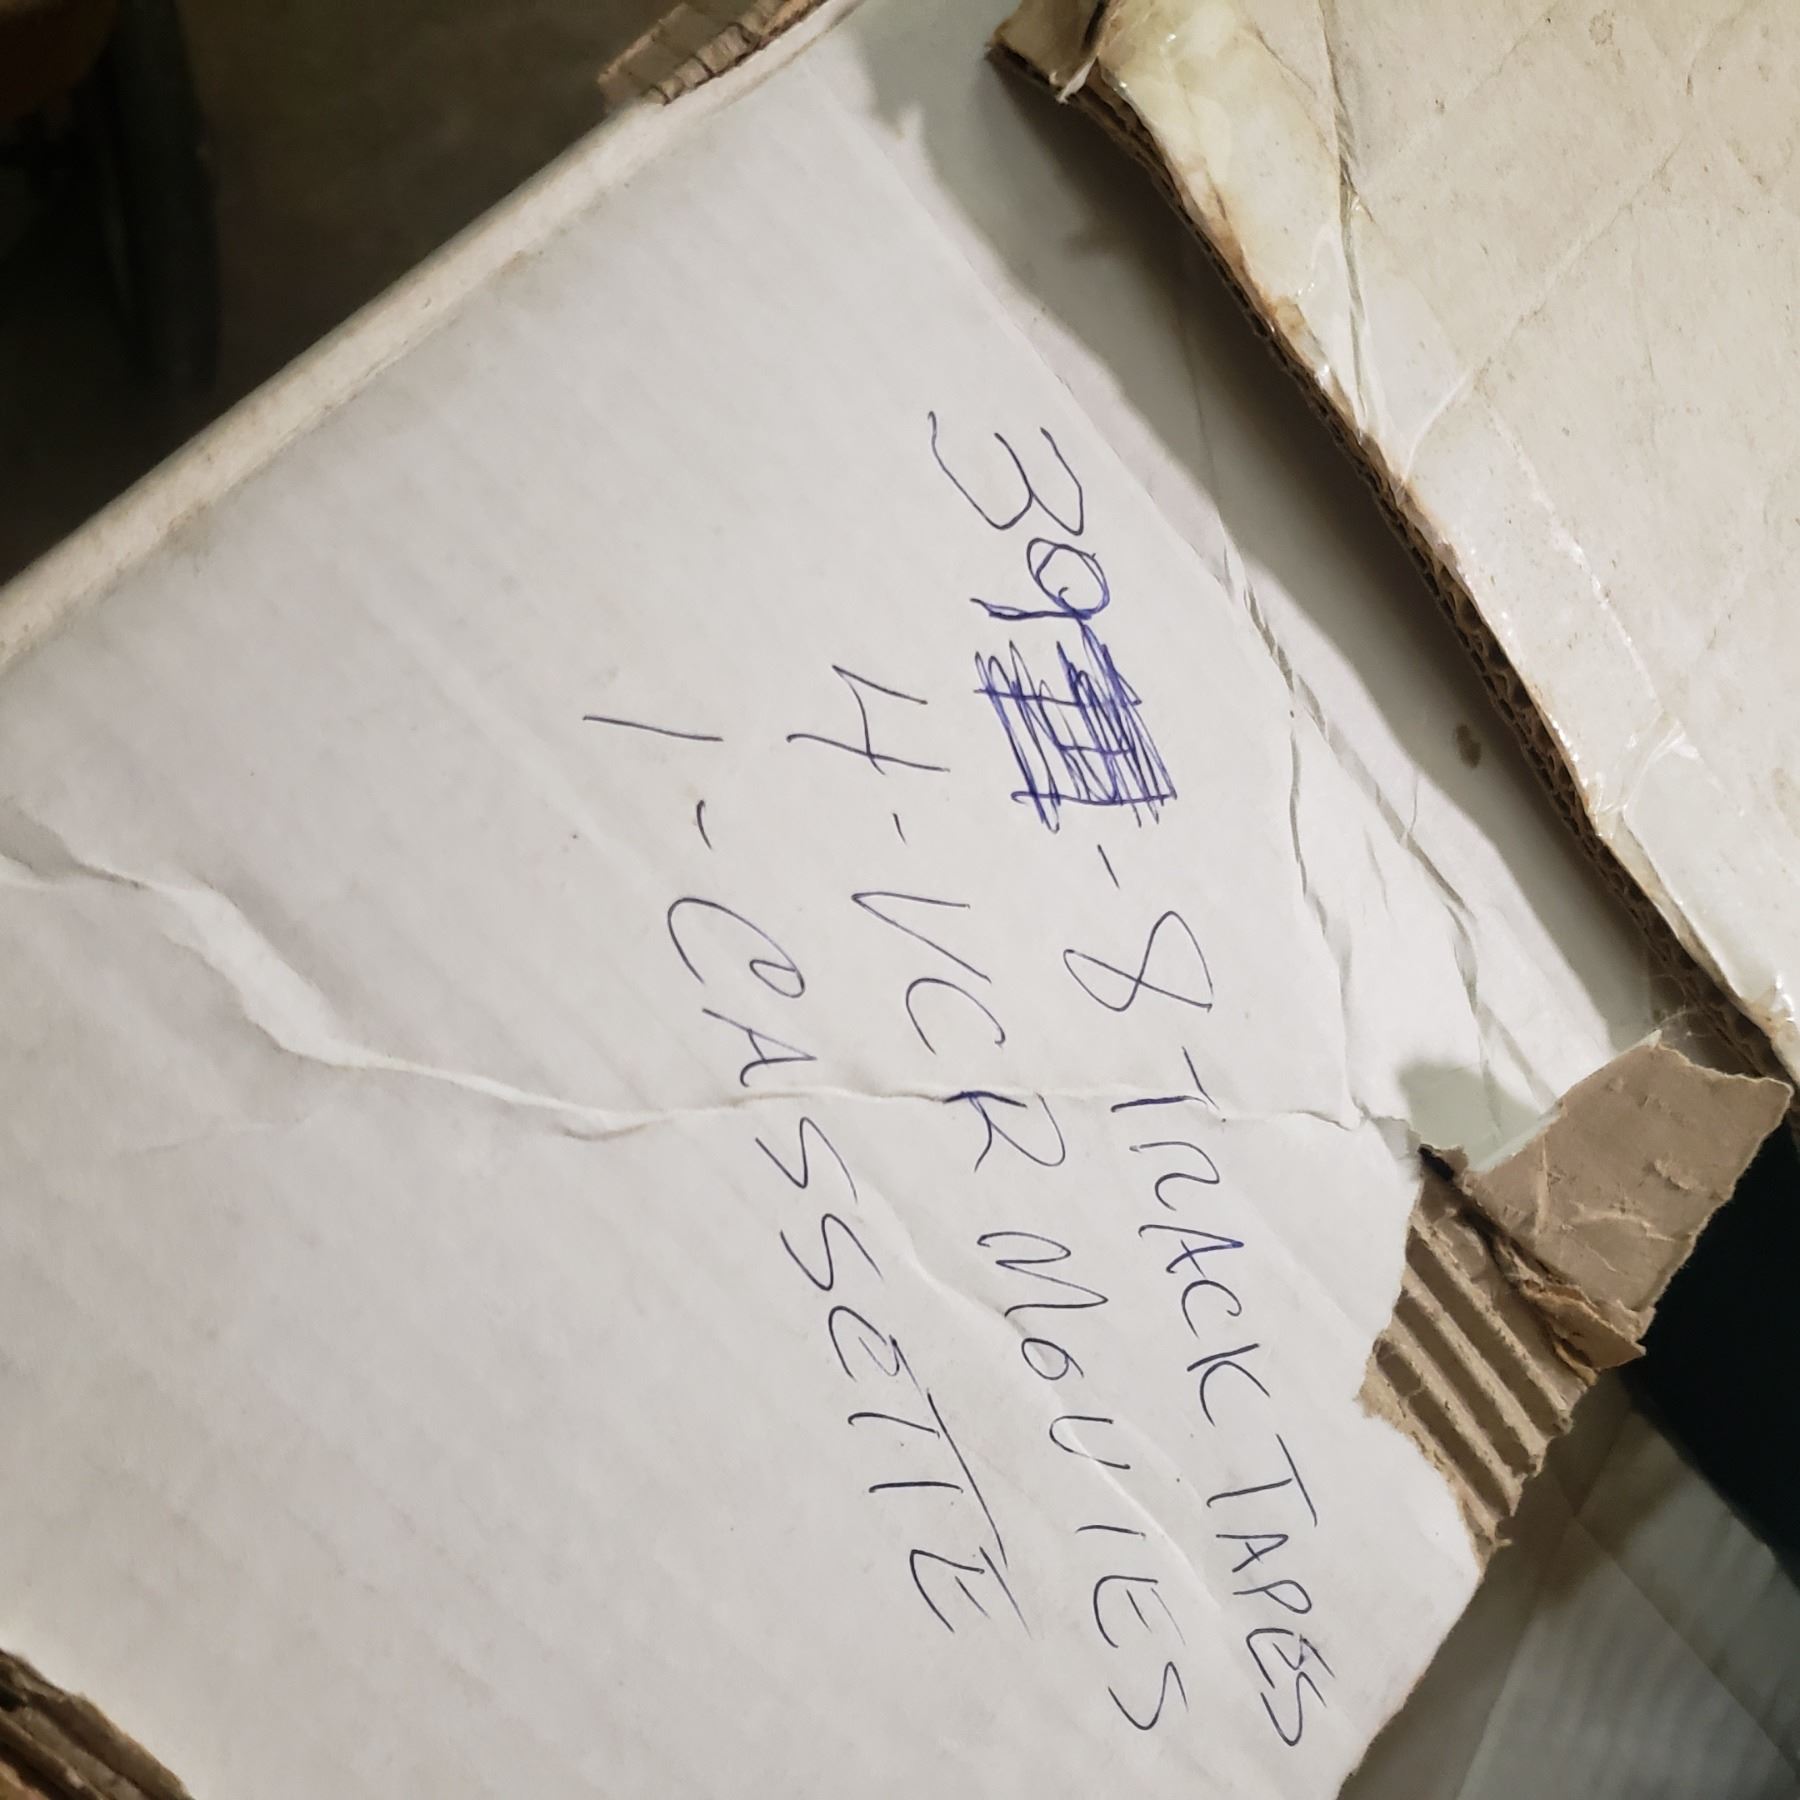 39 - 8 TRACK TAPES
4 - VCR MOVIES
1 - CASSETTE